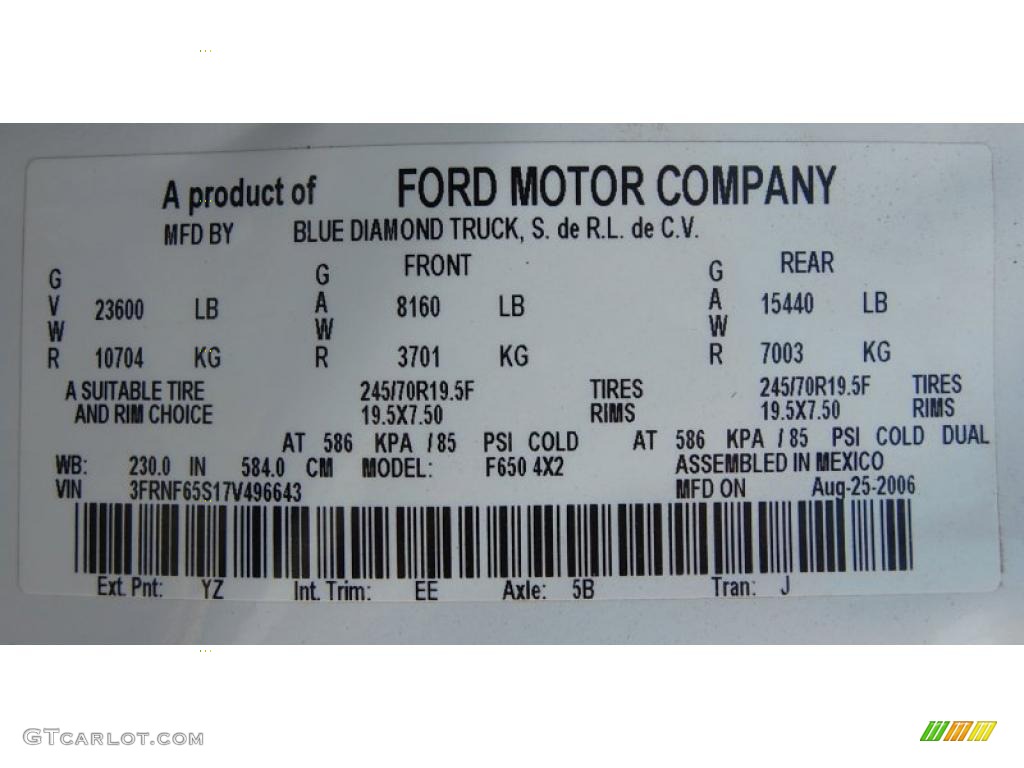 A product of FORD MOTOR COMPANY
MFD BY BLUE DIAMOND TRUCK, S. de R.L. de C.V.
FRONT REAR
GVWR 23600 LB GAWR 8160 LB GAWR 15440 LB
10704 KG 3701 KG 7003 KG
A SUITABLE TIRE 245/70R19.5F TIRES 245/70R19.5F TIRES
AND RIM CHOICE 19.5X7.50 RIMS 19.5X7.50 RIMS
AT 586 KPA / 85 PSI COLD AT 586 KPA / 85 PSI COLD DUAL
WB: 230.0 IN 584.0 CM MODEL: F650 4X2 ASSEMBLED IN MEXICO
VIN 3FRNF65S17V496643 MFD ON Aug-25-2006
Ext. Pnt: YZ Int. Trim: EE Axle: 5B Tran: J
GTCARLOT.COM